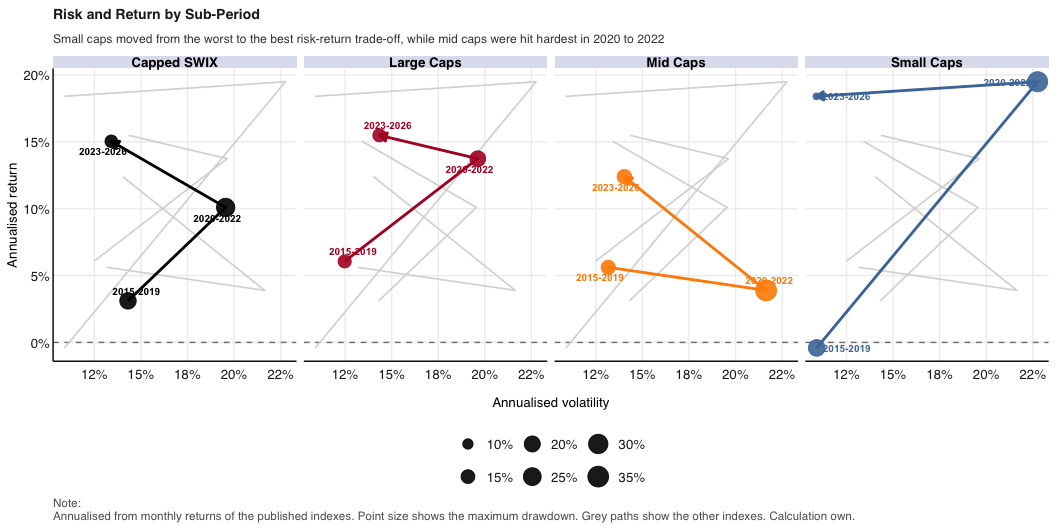 Risk and Return by Sub-Period
Small caps moved from the worst to the best risk-return trade-off, while mid caps were hit hardest in 2020 to 2022
Capped SWIX
Large Caps
Mid Caps
Small Caps
Annualised return
20%
15%
10%
5%
0%
2023-2026
2020-2022
2015-2019
2023-2026
2020-2022
2015-2019
2023-2026
2015-2019
2020-2022
2020-2022
2023-2026
2015-2019
12% 15% 18% 20% 22%
12% 15% 18% 20% 22%
12% 15% 18% 20% 22%
12% 15% 18% 20% 22%
Annualised volatility
10% 20% 30%
15% 25% 35%
Note:
Annualised from monthly returns of the published indexes. Point size shows the maximum drawdown. Grey paths show the other indexes. Calculation own.